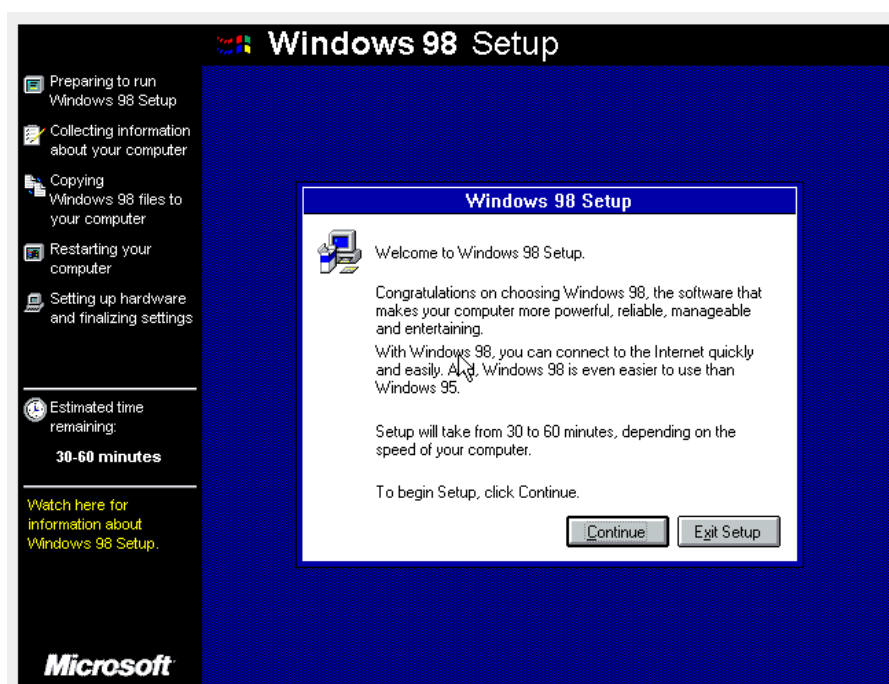 Windows 98 Setup
Preparing to run
Windows 98 Setup
Collecting information
about your computer
Copying
Windows 98 files to
your computer
Restarting your
computer
Setting up hardware
and finalizing settings
Estimated time
remaining:
30-60 minutes
Watch here for
information about
Windows 98 Setup.
Microsoft
Windows 98 Setup
Welcome to Windows 98 Setup.
Congratulations on choosing Windows 98, the software that
makes your computer more powerful, reliable, manageable
and entertaining.
With Windows 98, you can connect to the Internet quickly
and easily. And, Windows 98 is even easier to use than
Windows 95.
Setup will take from 30 to 60 minutes, depending on the
speed of your computer.
To begin Setup, click Continue.
Continue
Exit Setup